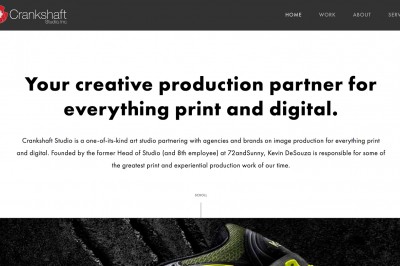 Crankshaft
Studio Inc
HOME WORK ABOUT SERV
Your creative production partner for
everything print and digital.
Crankshaft Studio is a one-of-its-kind art studio partnering with agencies and brands on image production for everything print
and digital. Founded by the former Head of Studio (and 8th employee) at 72andSunny, Kevin DeSouza is responsible for some of
the greatest print and experiential production work of our time.
SCROLL